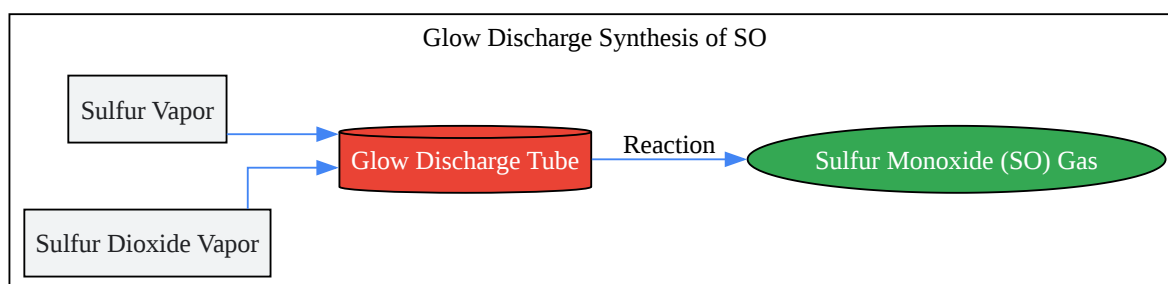 Glow Discharge Synthesis of SO
Sulfur Vapor
Glow Discharge Tube
Reaction
Sulfur Monoxide (SO) Gas
Sulfur Dioxide Vapor